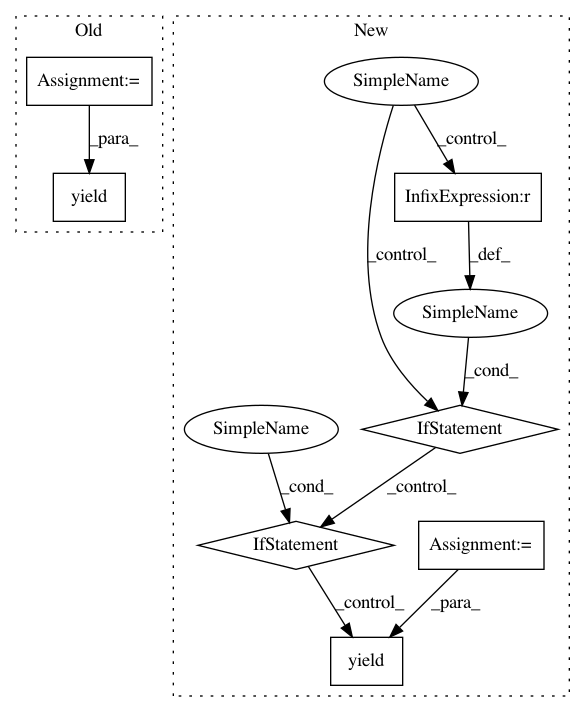 Old
New
Assignment:=
SimpleName
_para_
_control_
yield
InfixExpression:r
_control_
_def_
SimpleName
_cond_
SimpleName
IfStatement
_cond_
_control_
IfStatement
Assignment:=
_control_
_para_
yield